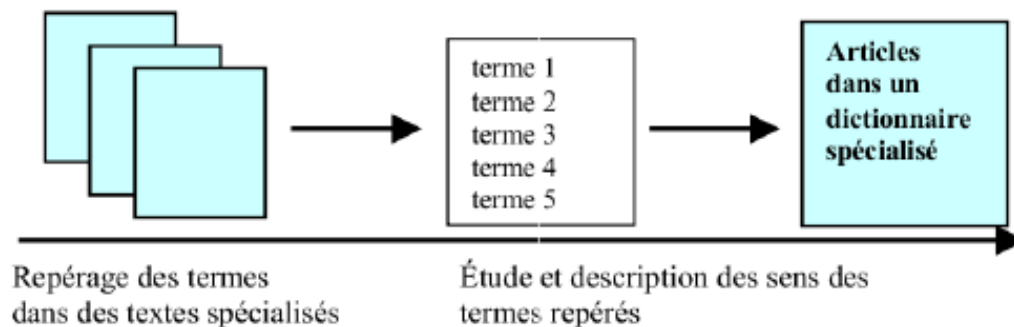 terme 1
terme 2
terme 3
terme 4
terme 5
Articles
dans un
dictionnaire
spécialisé
Repérage des termes
dans des textes spécialisés
Étude et description des sens des
termes repérés